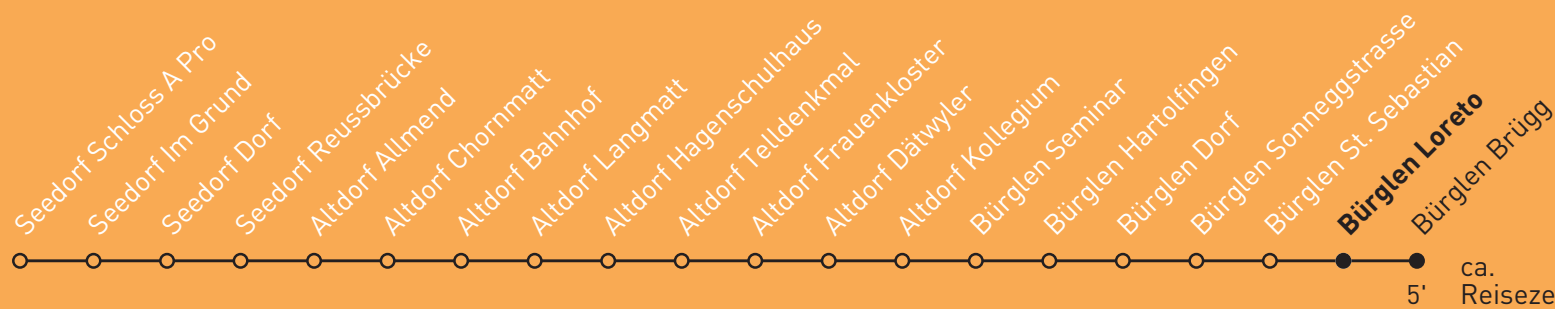 Seedorf Schloss A Pro
Seedorf Im Grund
Seedorf Dorf
Seedorf Reussbrücke
Altdorf Allmend
Altdorf Chornmatt
Altdorf Bahnhof
Altdorf Langmatt
Altdorf Hagenschulhaus
Altdorf Telldenkmal
Altdorf Frauenkloster
Altdorf Dätwyler
Altdorf Kollegium
Bürglen Seminar
Bürglen Hartolfingen
Bürglen Dorf
Bürglen Sonneggstrasse
Bürglen St. Sebastian
Bürglen Loreto
Bürglen Brügg
ca.
5' Reiseze